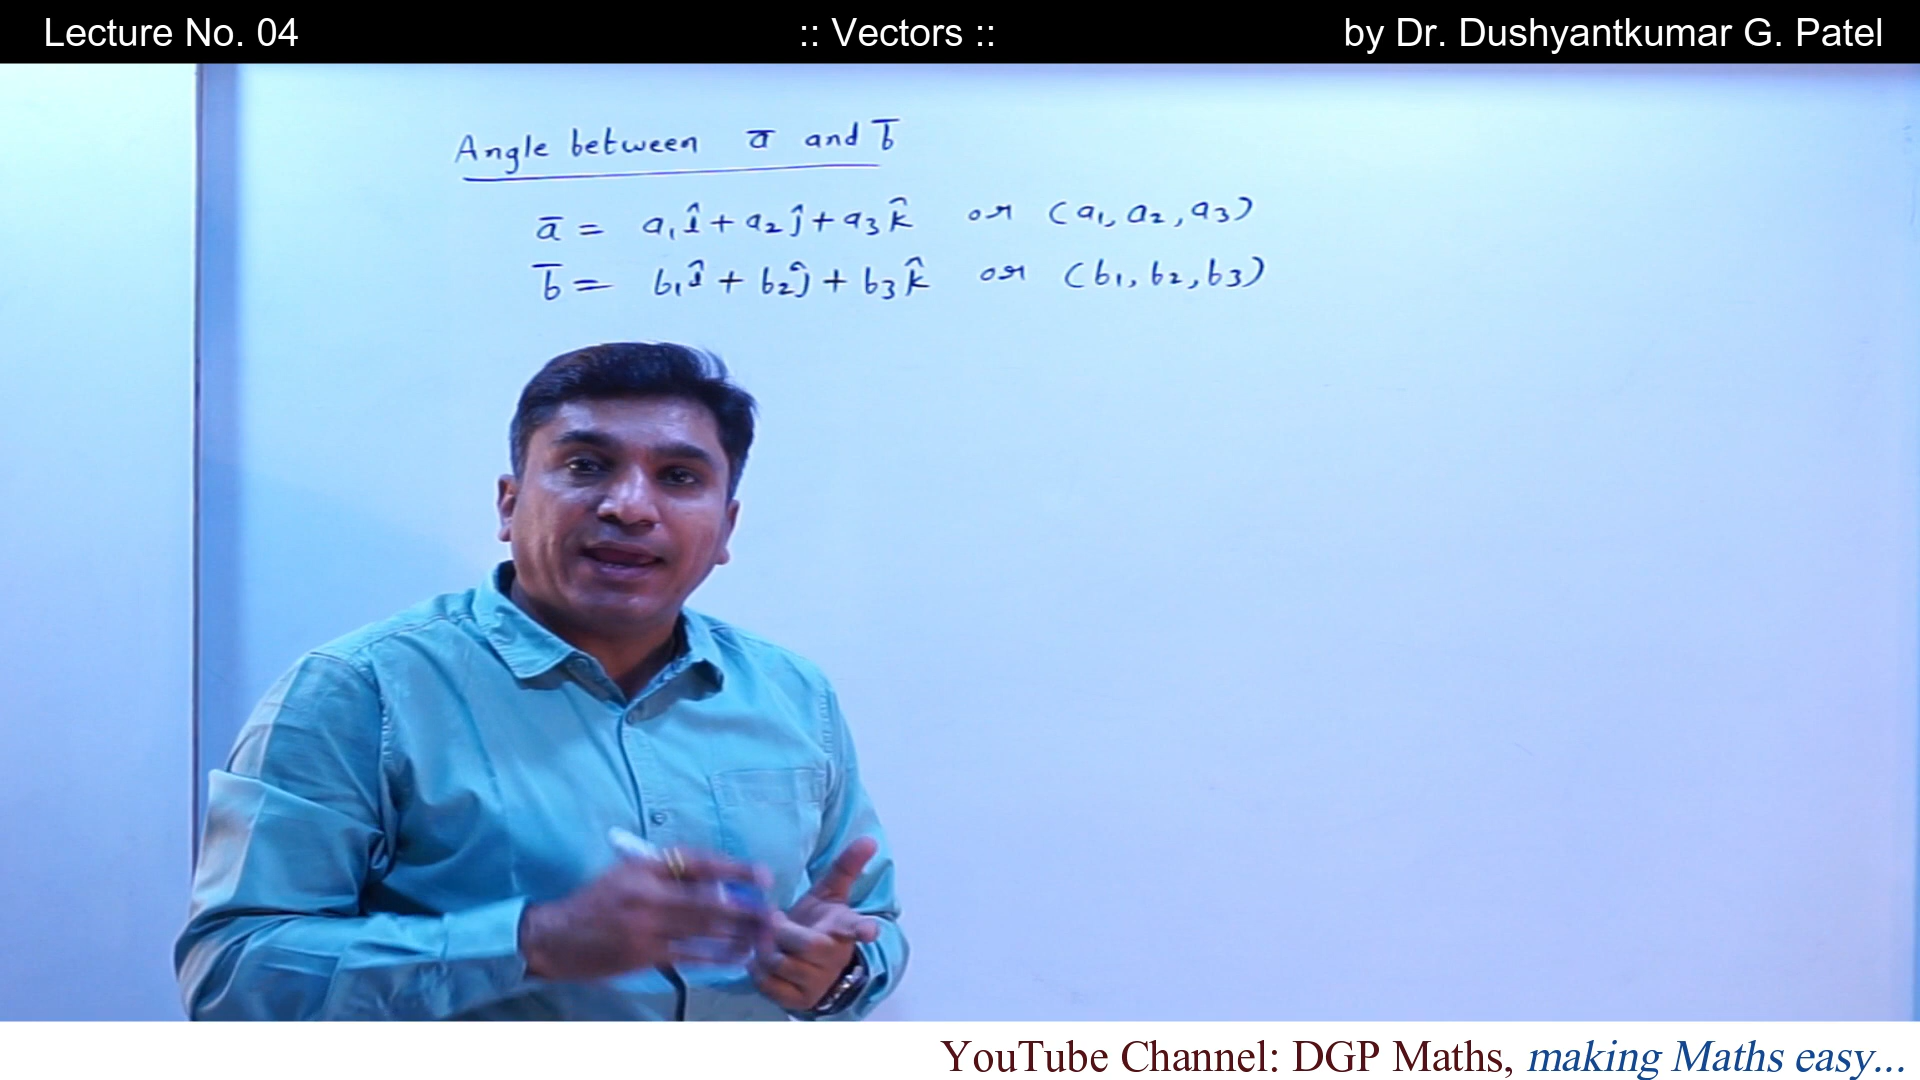 Lecture No. 04 :: Vectors :: by Dr. Dushyantkumar G. Patel
Angle between a̅ and b̅
a̅ = a₁î + a₂ĵ + a₃k̂ or (a₁, a₂, a₃)
b̅ = b₁î + b₂ĵ + b₃k̂ or (b₁, b₂, b₃)
YouTube Channel: DGP Maths, making Maths easy...